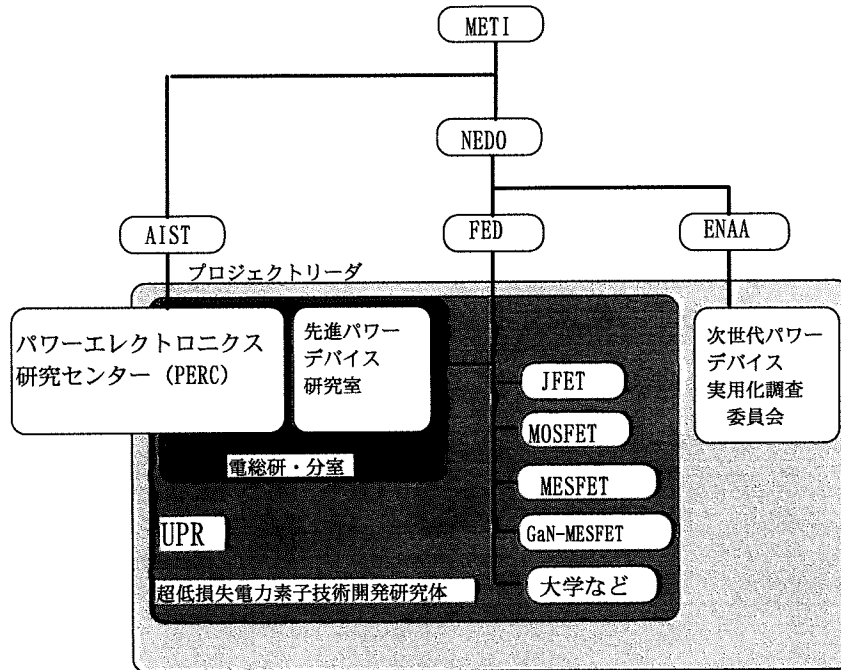 METI
NEDO
AIST
FED
ENAA
プロジェクトリーダ
パワーエレクトロニクス
研究センター (PERC)
先進パワー
デバイス
研究室
次世代パワー
デバイス
実用化調査
委員会
JFET
MOSFET
電総研・分室
MESFET
UPR
GaN-MESFET
超低損失電力素子技術開発研究体
大学など